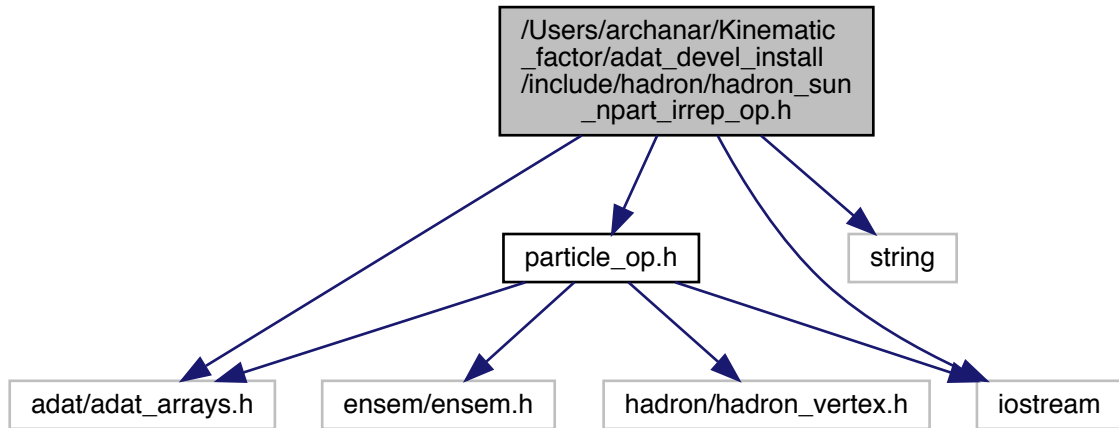 /Users/archanar/Kinematic
_factor/adat_devel_install
/include/hadron/hadron_sun
_npart_irrep_op.h
particle_op.h
string
adat/adat_arrays.h
ensem/ensem.h
hadron/hadron_vertex.h
iostream